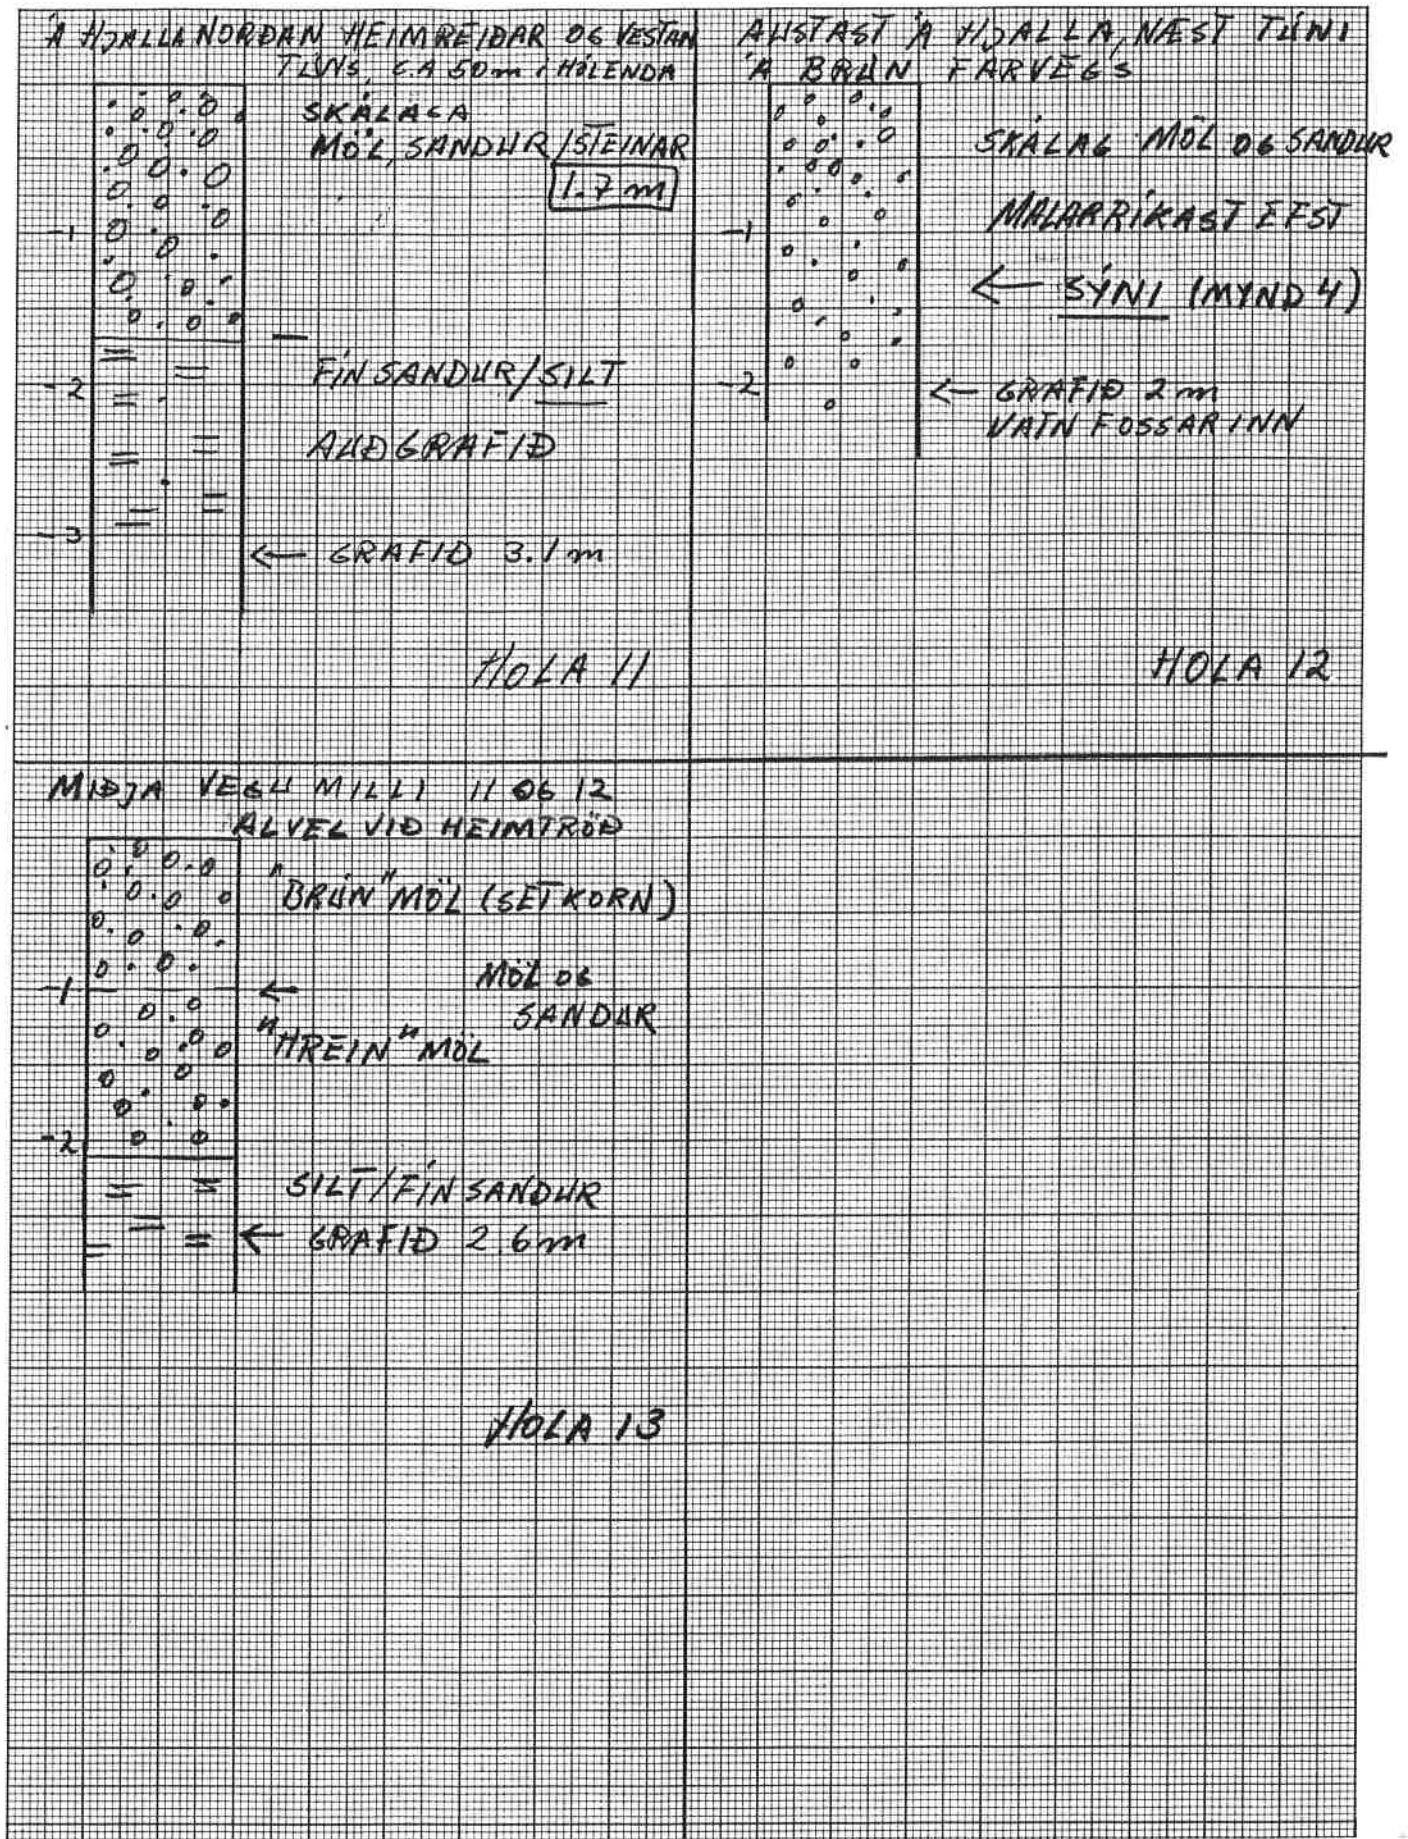 Á HJALLA NORÐAN HEIMREIÐAR OG VESTAN
TÚNS, C.A 50m Í HÓLENDA
SKÁLAGA
MÖL, SANDUR/STEINAR
1.7 m
-1
-2
FÍNSANDUR/SILT
AUÐGRAFIÐ
-3
← GRAFIÐ 3.1 m
HOLA 11
AUSTAST Á HJALLA, NÆST TÚNI
Á BRÚN FARVEGS
SKÁLAG MÖL OG SANDUR
-1
MALARRÍKAST EFST
← SÝNI (MYND 4)
-2
← GRAFIÐ 2 m
VATN FOSSAR INN
HOLA 12
MIÐJA VEGU MILLI 11 OG 12
ALVEL VIÐ HEIMTRÖÐ
"BRÚN" MÖL (SETKORN)
-1
←
MÖL OG
SANDUR
"HREIN" MÖL
-2
SILT/FÍNSANDUR
← GRAFIÐ 2.6m
HOLA 13